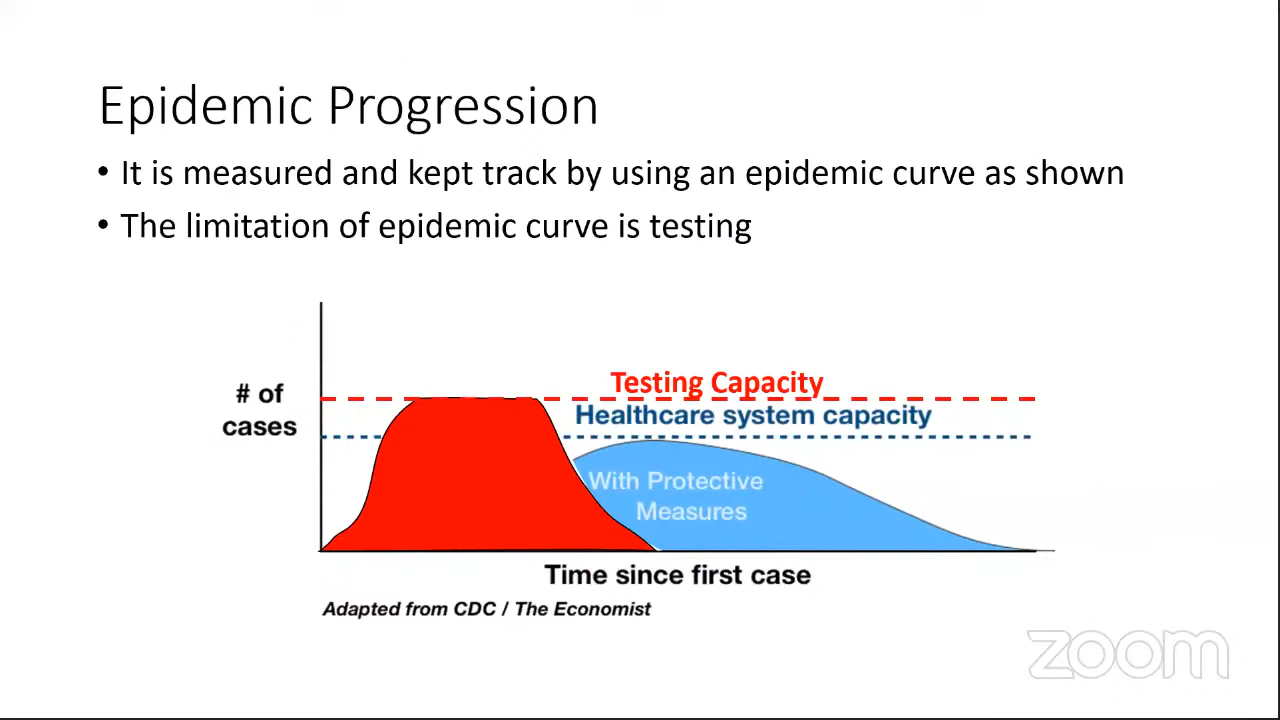 Epidemic Progression
• It is measured and kept track by using an epidemic curve as shown
• The limitation of epidemic curve is testing
Testing Capacity
# of
cases
Healthcare system capacity
With Protective
Measures
Time since first case
Adapted from CDC / The Economist
zoom